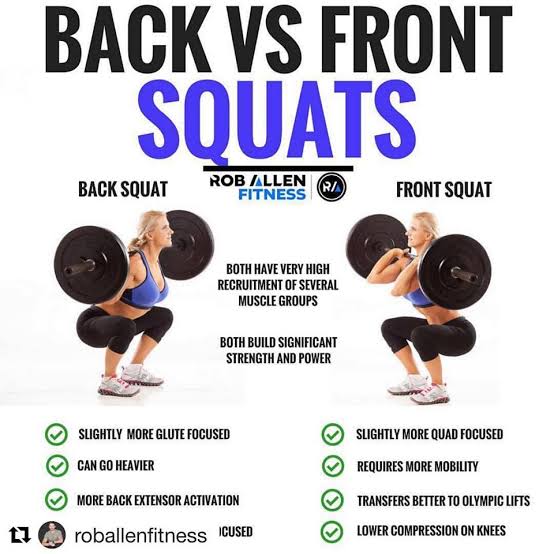 BACK VS FRONT
SQUATS
ROB ALLEN
FITNESS
RA
BACK SQUAT
FRONT SQUAT
BOTH HAVE VERY HIGH
RECRUITMENT OF SEVERAL
MUSCLE GROUPS
BOTH BUILD SIGNIFICANT
STRENGTH AND POWER
SLIGHTLY MORE GLUTE FOCUSED
CAN GO HEAVIER
MORE BACK EXTENSOR ACTIVATION
SLIGHTLY MORE QUAD FOCUSED
REQUIRES MORE MOBILITY
TRANSFERS BETTER TO OLYMPIC LIFTS
LOWER COMPRESSION ON KNEES
roballenfitness